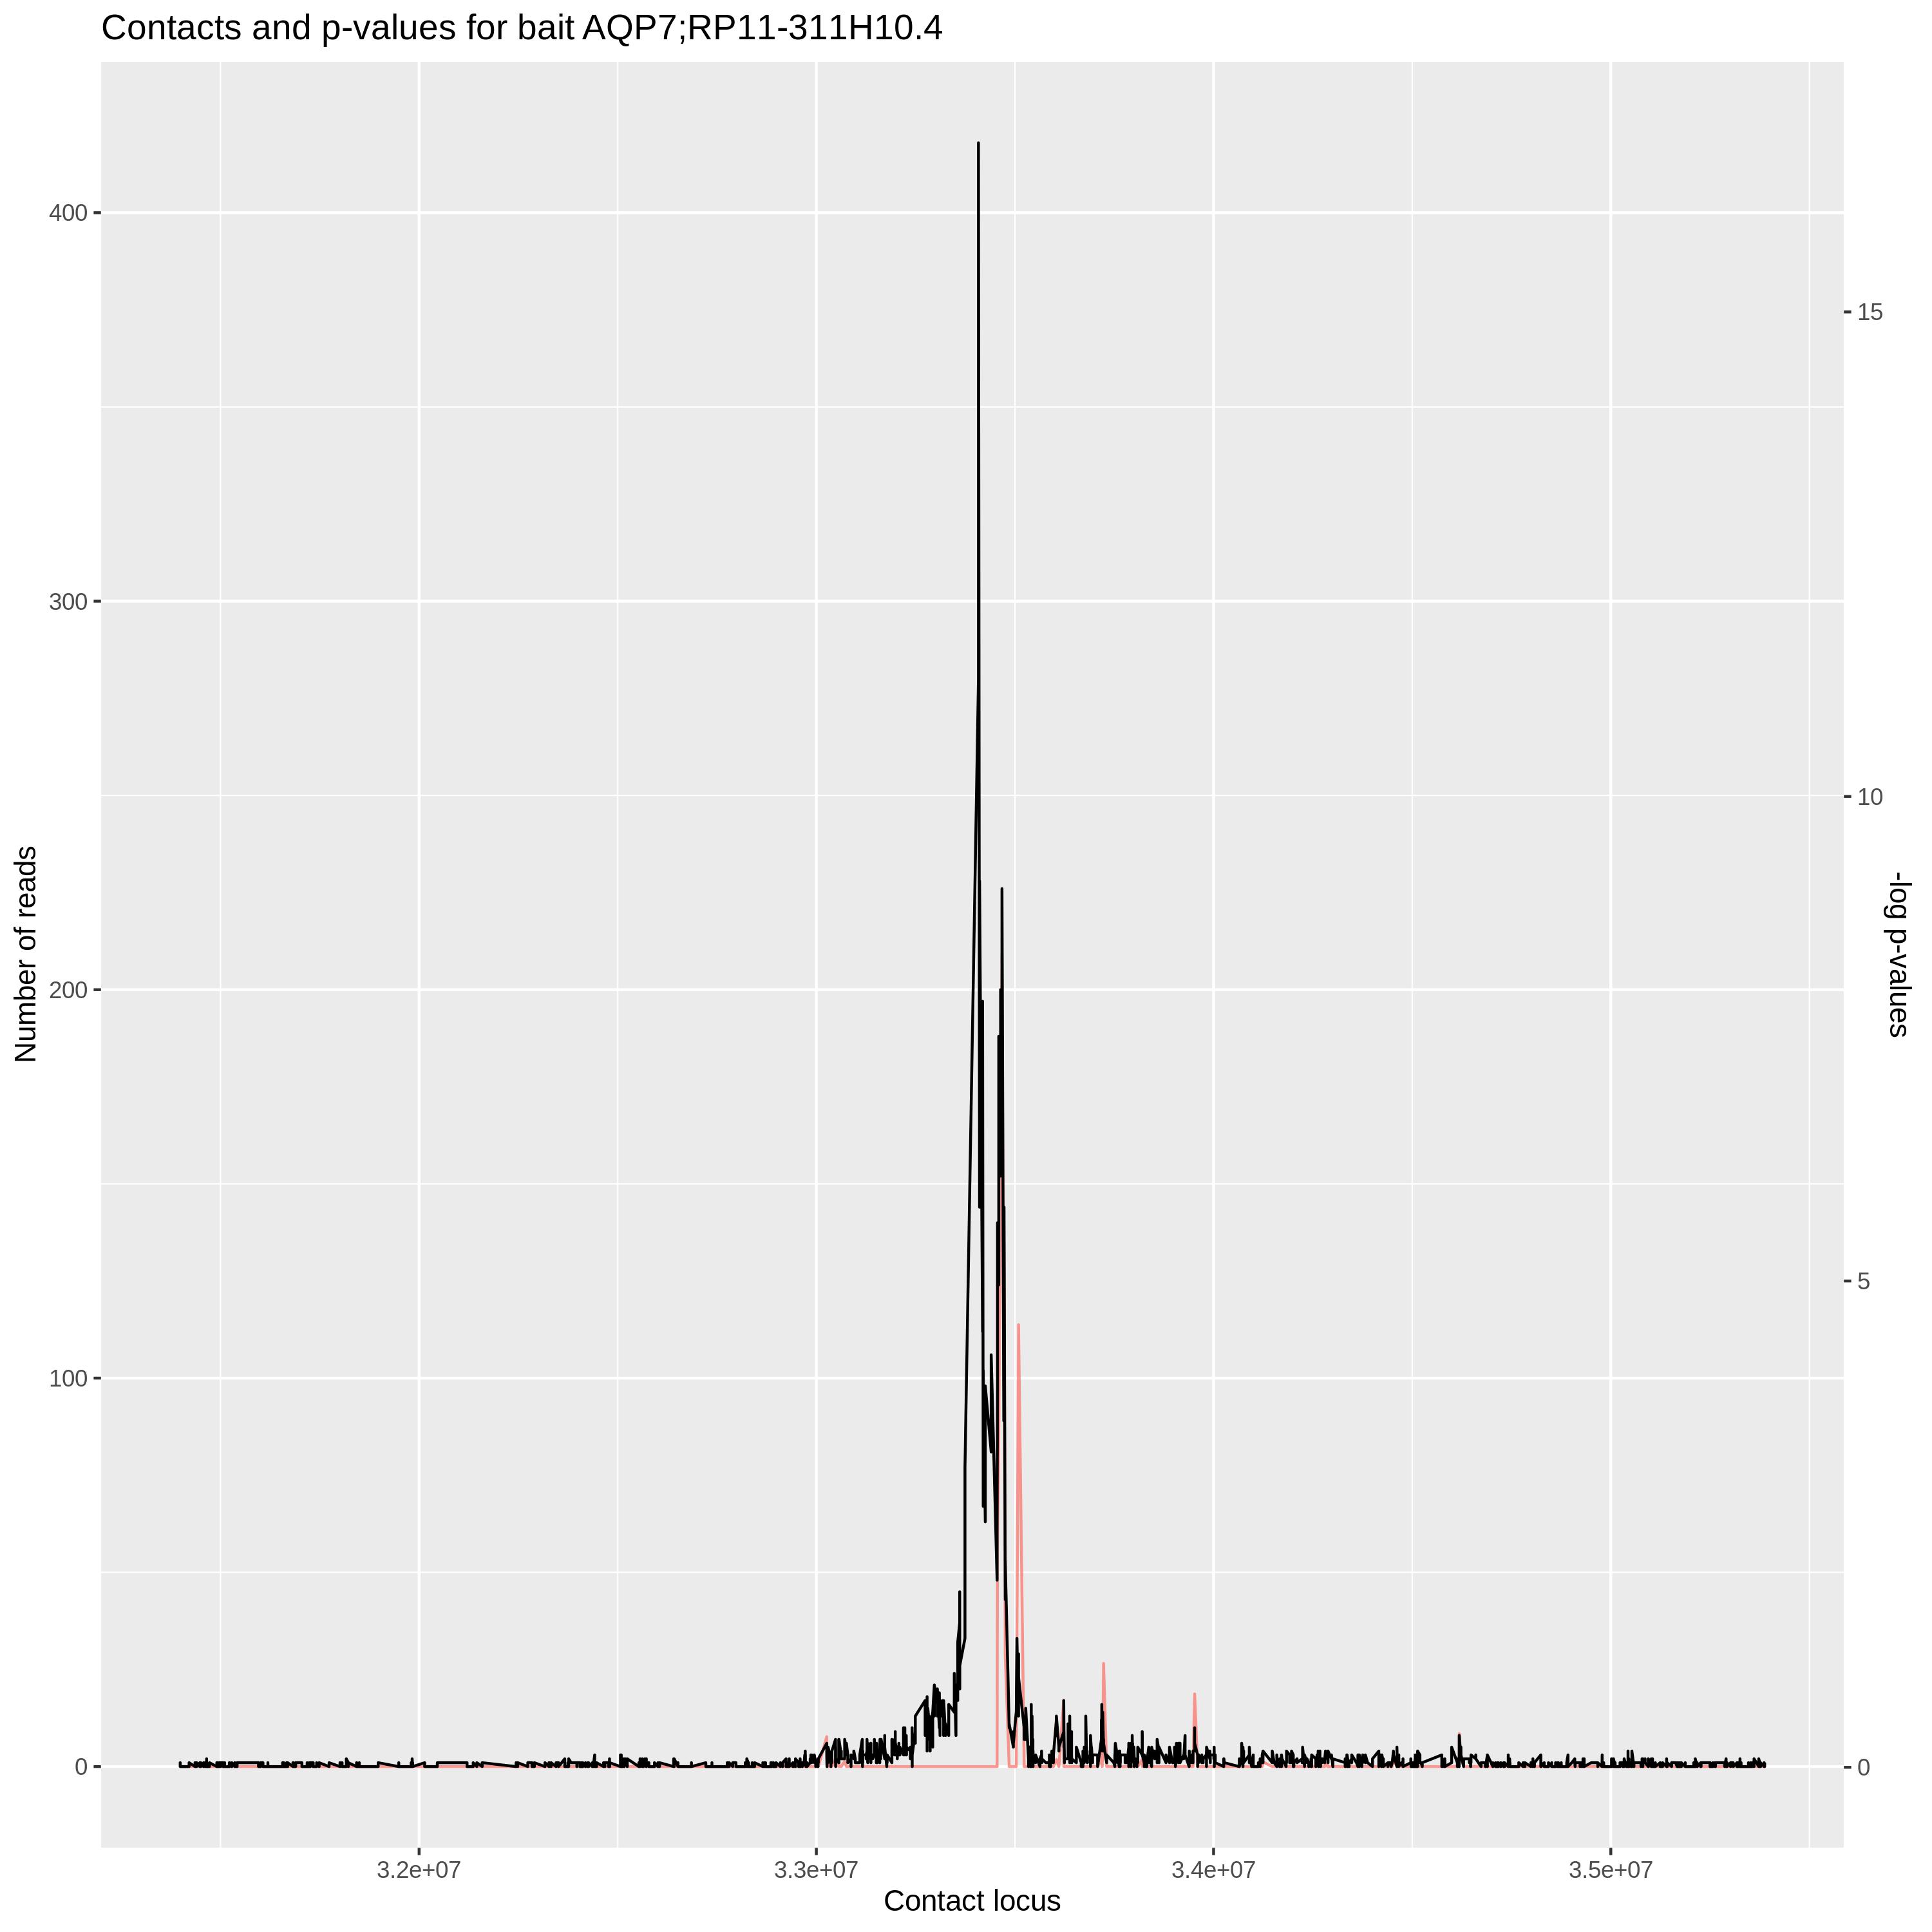 Contacts and p-values for bait AQP7;RP11-311H10.4
400
300
200
100
0
Number of reads
15
10
5
0
-log p-values
3.2e+07
3.3e+07
3.4e+07
3.5e+07
Contact locus